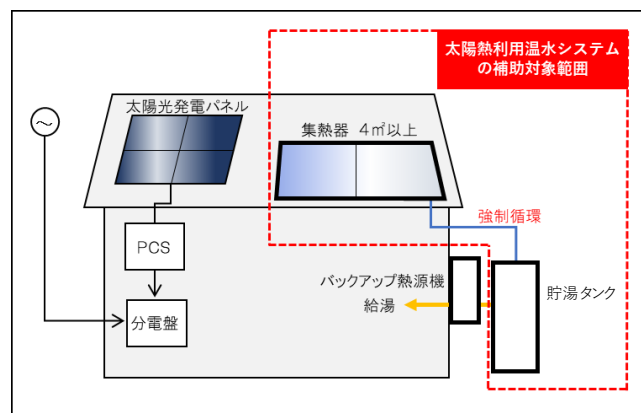 太陽熱利用温水システム
の補助対象範囲
太陽光発電パネル
集熱器 4㎡以上
～
強制循環
PCS
バックアップ熱源機
給湯
貯湯タンク
分電盤